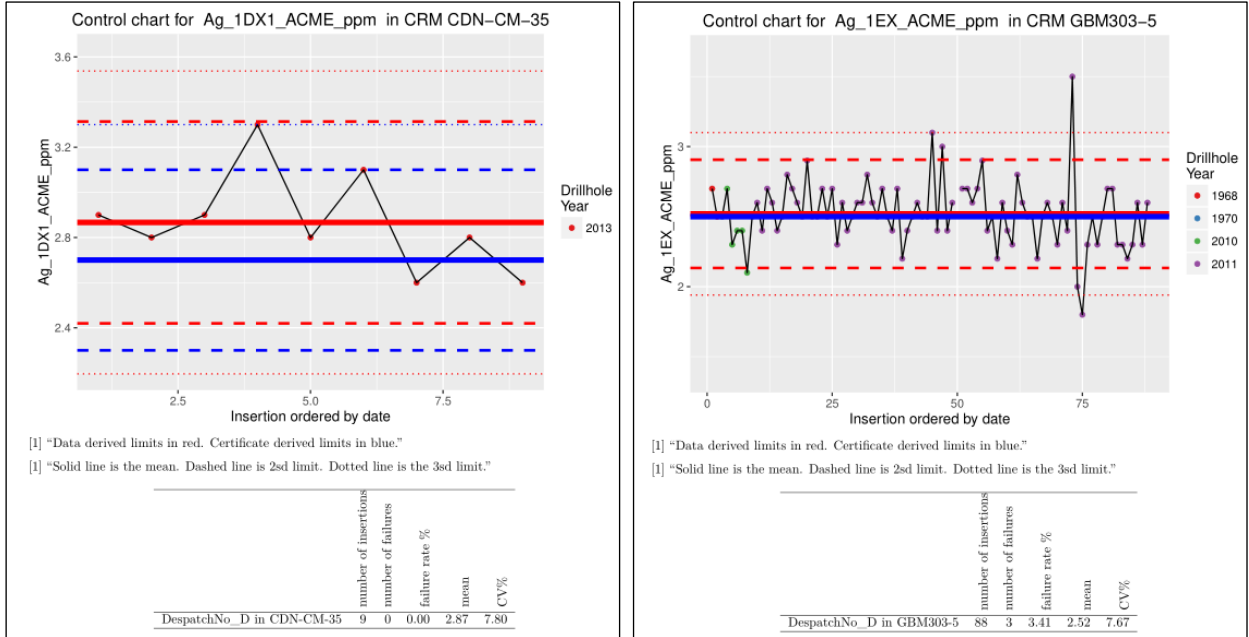 Control chart for Ag_1DX1_ACME_ppm in CRM CDN−CM−35
3.6
3.2
2.8
2.4
Ag_1DX1_ACME_ppm
2.5
5.0
7.5
Insertion ordered by date
Drillhole
Year
2013
[1] “Data derived limits in red. Certificate derived limits in blue.”
[1] “Solid line is the mean. Dashed line is 2sd limit. Dotted line is the 3sd limit.”
number of insertions
number of failures
failure rate %
mean
CV%
DespatchNo_D in CDN-CM-35 9 0 0.00 2.87 7.80
Control chart for Ag_1EX_ACME_ppm in CRM GBM303−5
3
2
Ag_1EX_ACME_ppm
0
25
50
75
Insertion ordered by date
Drillhole
Year
1968
1970
2010
2011
[1] “Data derived limits in red. Certificate derived limits in blue.”
[1] “Solid line is the mean. Dashed line is 2sd limit. Dotted line is the 3sd limit.”
number of insertions
number of failures
failure rate %
mean
CV%
DespatchNo_D in GBM303-5 88 3 3.41 2.52 7.67